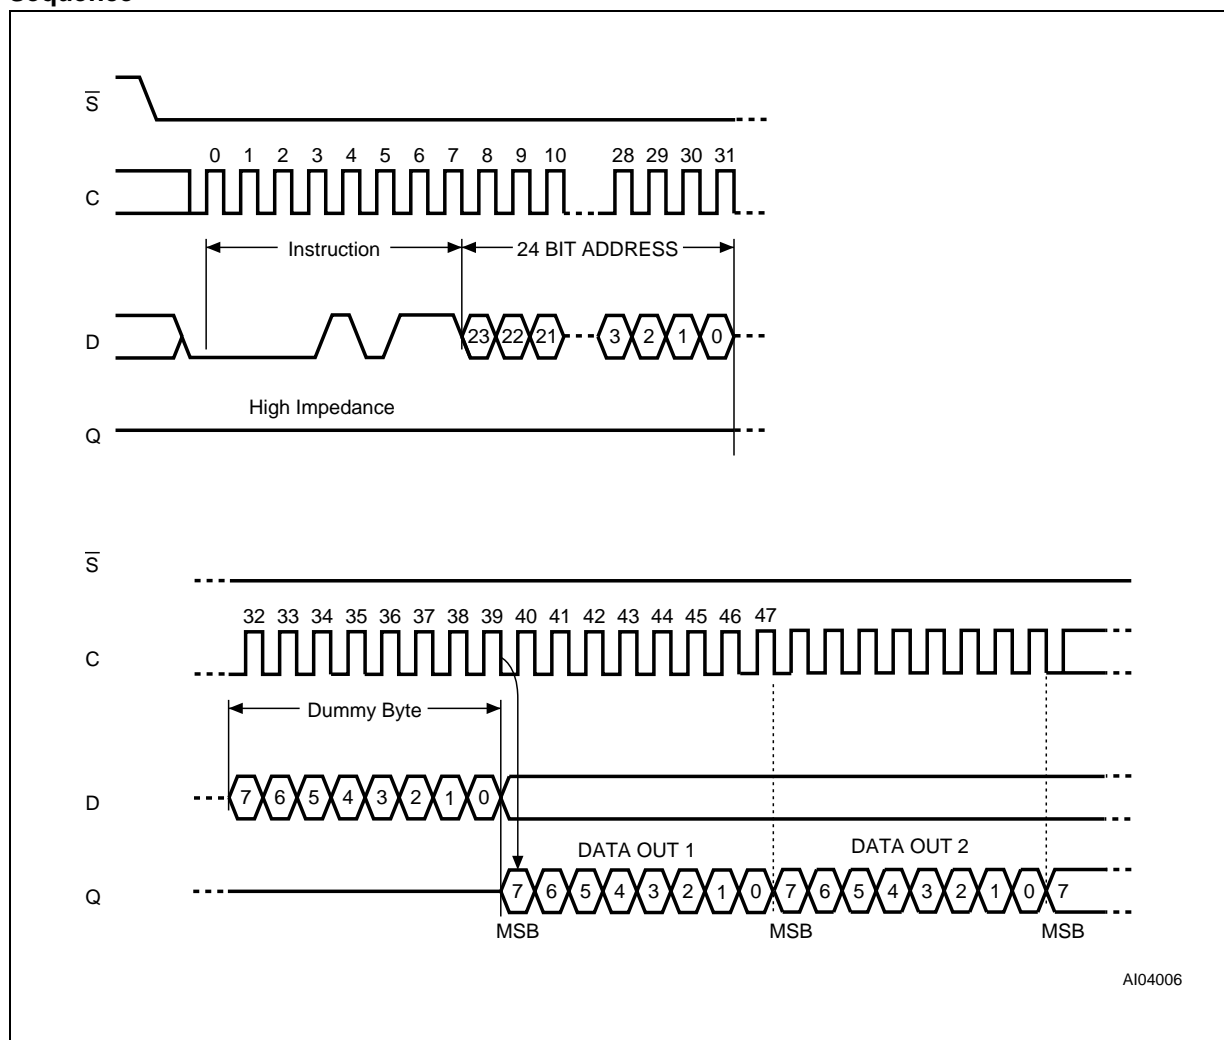 Sequence
S
0 1 2 3 4 5 6 7 8 9 10 28 29 30 31
C
Instruction 24 BIT ADDRESS
D 23 22 21 3 2 1 0
High Impedance
Q
S
32 33 34 35 36 37 38 39 40 41 42 43 44 45 46 47
C
Dummy Byte
D 7 6 5 4 3 2 1 0
DATA OUT 1 DATA OUT 2
Q 7 6 5 4 3 2 1 0 7 6 5 4 3 2 1 0 7
MSB MSB MSB
AI04006